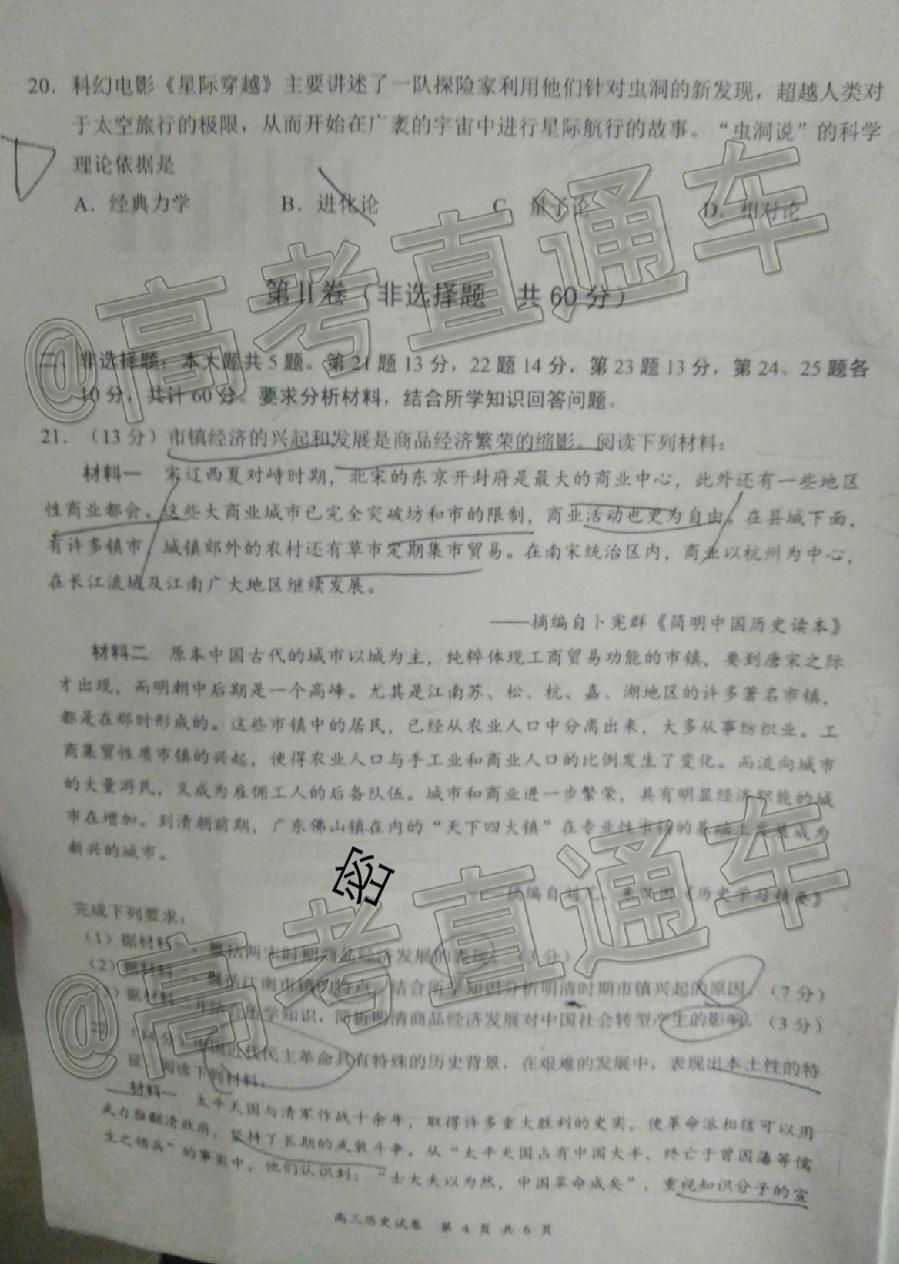 20．科幻电影《星际穿越》主要讲述了一队探险家利用他们针对虫洞的新发现，超越人类对
于太空旅行的极限，从而开始在广袤的宇宙中进行星际航行的故事。“虫洞说”的科学
理论依据是
D
A．经典力学 B．进化论 C．量子论 D．相对论
第II卷（非选择题 共60分）
二、非选择题：本大题共5题。第21题13分，22题14分，第23题13分，第24、25题各
10分，共计60分。要求分析材料，结合所学知识回答问题。
21．（13分）市镇经济的兴起和发展是商品经济繁荣的缩影。阅读下列材料：
材料一 宋辽西夏对峙时期，北宋的东京开封府是最大的商业中心，此外还有一些地区
性商业都会。这些大商业城市已完全突破坊和市的限制，商业活动也更为自由。在县城下面，
有许多镇市，城镇郊外的农村还有草市定期集市贸易。在南宋统治区内，商业以杭州为中心，
在长江流域及江南广大地区继续发展。
——摘编自卜宪群《简明中国历史读本》
材料二 原本中国古代的城市以城为主，纯粹体现工商贸易功能的市镇，要到唐宋之际
才出现，而明朝中后期是一个高峰。尤其是江南苏、松、杭、嘉、湖地区的许多著名市镇，
都是在那时形成的。这些市镇中的居民，已经从农业人口中分离出来，大多从事纺织业。工
商集贸性质市镇的兴起，使得农业人口与手工业和商业人口的比例发生了变化。而流向城市
的大量游民，又成为雇佣工人的后备队伍。城市和商业进一步繁荣，具有明显经济职能的城
市在增加。到清朝前期，广东佛山镇在内的“天下四大镇”在专业性市镇的基础上发展成为
新兴的城市。
密
摘编自刘 《历史学习精要》
完成下列要求：
（1）据材料一，概括两宋时期商品经济发展的表现。（3分）
（2）据材料二，概括江南市镇的特点，结合所学知识分析明清时期市镇兴起的原因。（7分）
）据材料二并结合所学知识，简析明清商品经济发展对中国社会转型产生的影响。（3分）
22．（14分）中国近代民主革命具有特殊的历史背景，在艰难的发展中，表现出本土性的特
征。阅读下列材料：
材料一 太平天国与清军作战十余年，取得许多重大胜利的史实，使革命派相信可以用
武力推翻清政府，坚持了长期的武装斗争。从“太平天国占有中国大半，终亡于曾国藩等儒
生之领兵”的事实中，他们认识到：“士大夫以为然，中国革命成矣”，重视知识分子的宣
高三历史试卷 第4页共6页
@高考直通车
@高考直通车